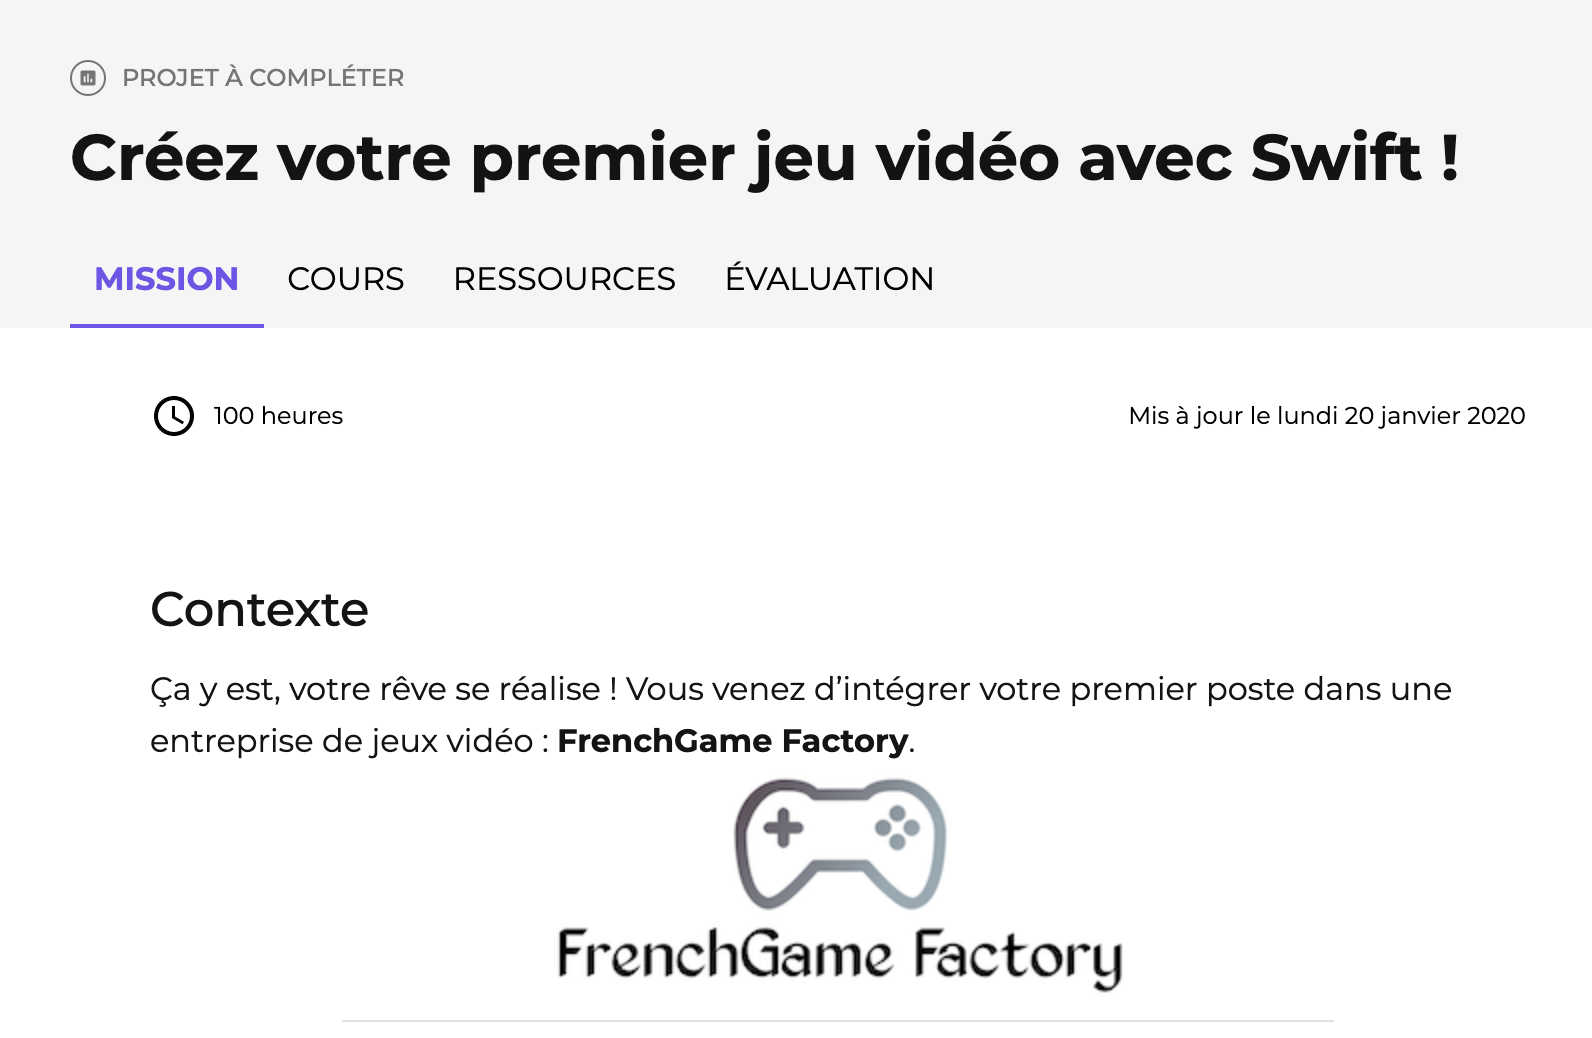 PROJET À COMPLÉTER
Créez votre premier jeu vidéo avec Swift !
MISSION COURS RESSOURCES ÉVALUATION
100 heures
Mis à jour le lundi 20 janvier 2020
Contexte
Ça y est, votre rêve se réalise ! Vous venez d’intégrer votre premier poste dans une
entreprise de jeux vidéo : FrenchGame Factory.
FrenchGame Factory